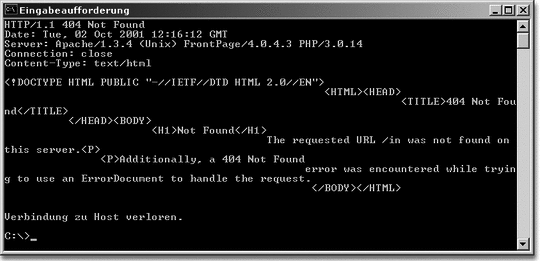 Eingabeaufforderung
HTTP/1.1 404 Not Found
Date: Tue, 02 Oct 2001 12:16:12 GMT
Server: Apache/1.3.4 (Unix) FrontPage/4.0.4.3 PHP/3.0.14
Connection: close
Content-Type: text/html
<!DOCTYPE HTML PUBLIC "-//IETF//DTD HTML 2.0//EN">
<HTML><HEAD>
<TITLE>404 Not Fou
nd</TITLE>
</HEAD><BODY>
<H1>Not Found</H1>
The requested URL /in was not found on
this server.<P>
<P>Additionally, a 404 Not Found
error was encountered while tryin
g to use an ErrorDocument to handle the request.
</BODY></HTML>
Verbindung zu Host verloren.
C:\>_